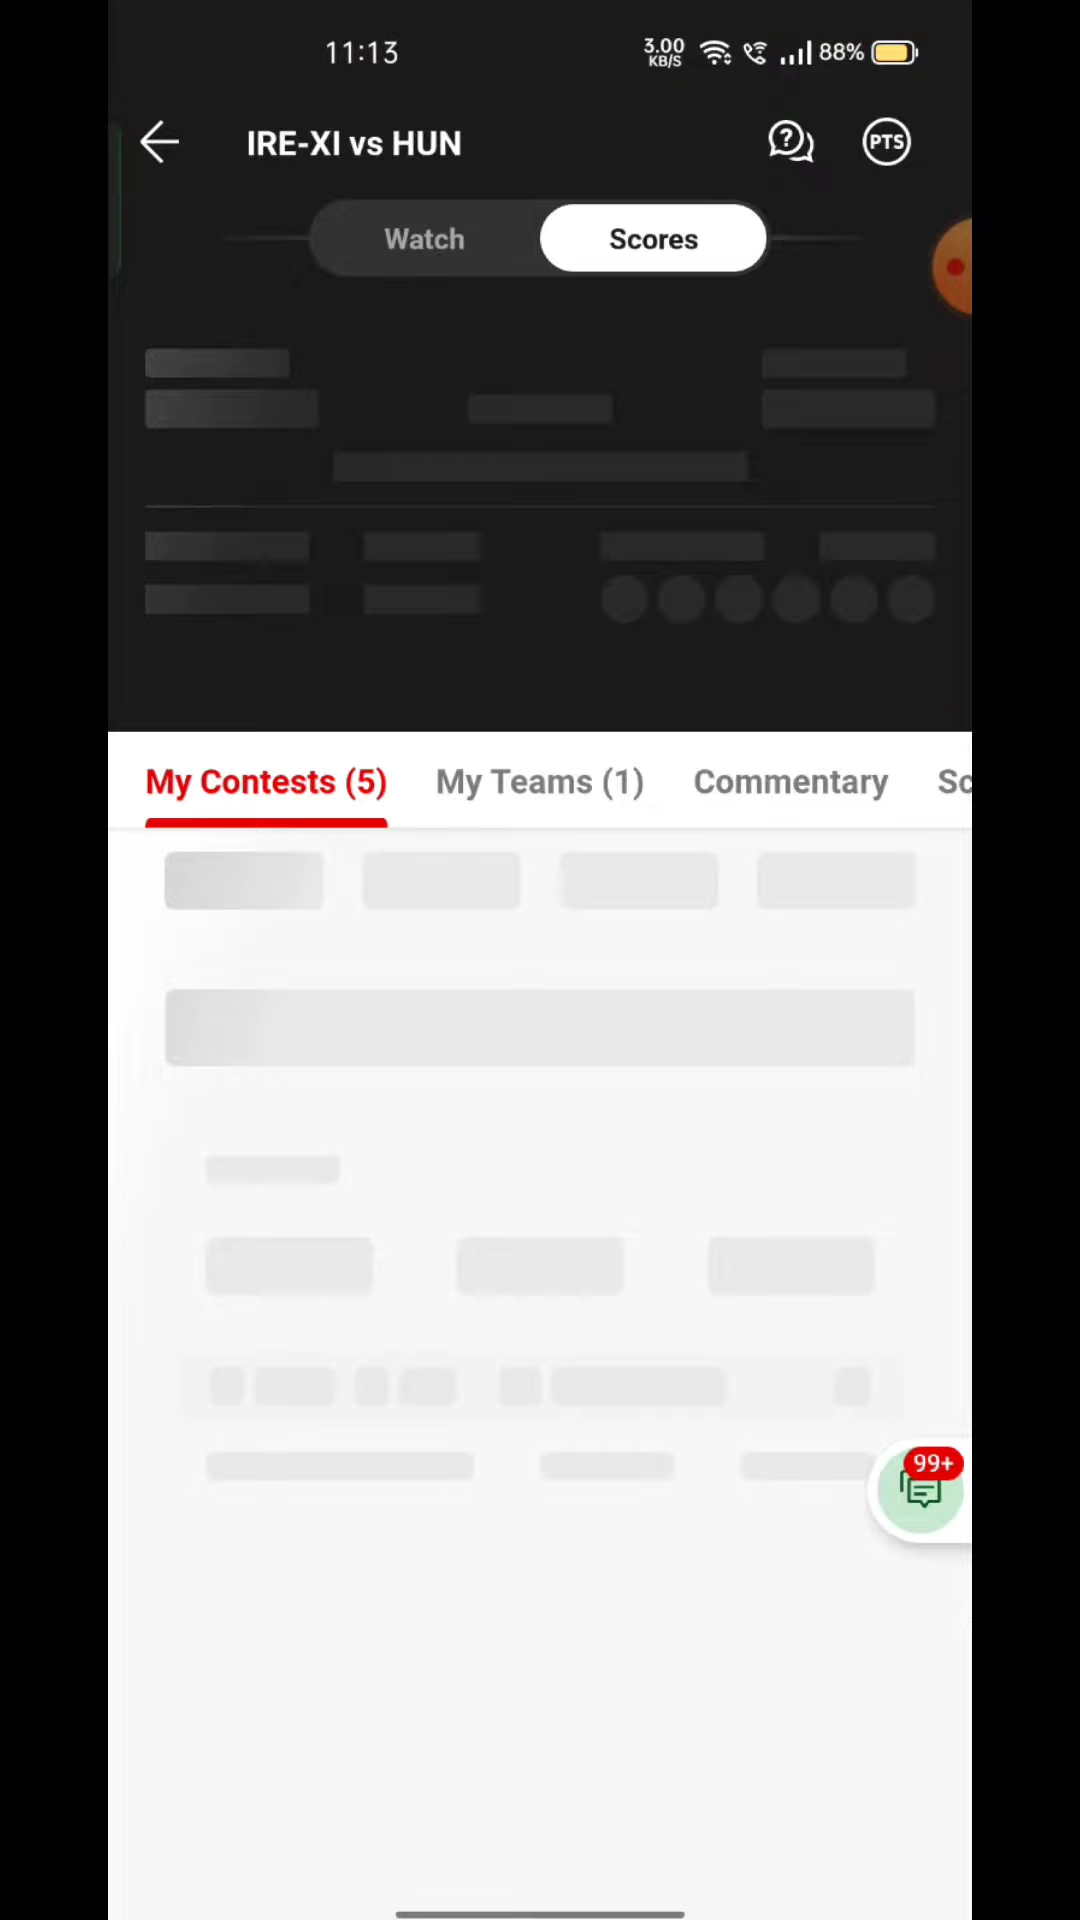 11:13
3.00
KB/S
88%
IRE-XI vs HUN
?
PTS
Watch
Scores
My Contests (5)
My Teams (1)
Commentary
Sc
99+